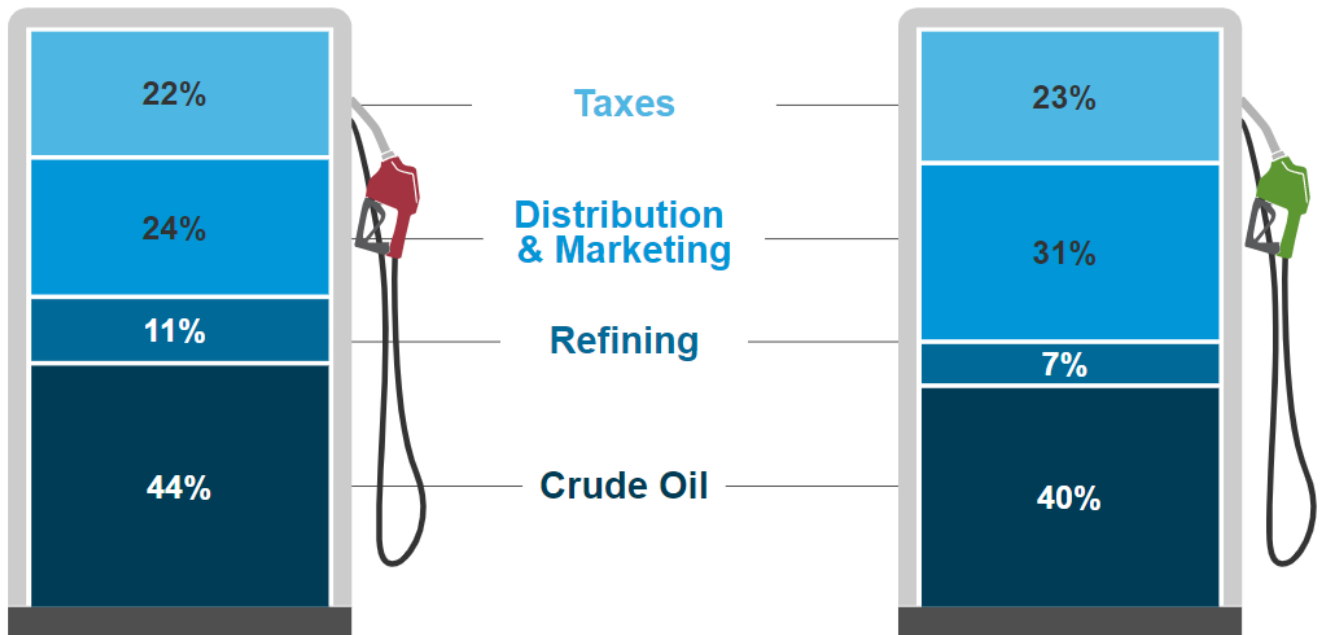 22%
Taxes
23%
24%
Distribution
& Marketing
31%
11%
Refining
7%
44%
Crude Oil
40%